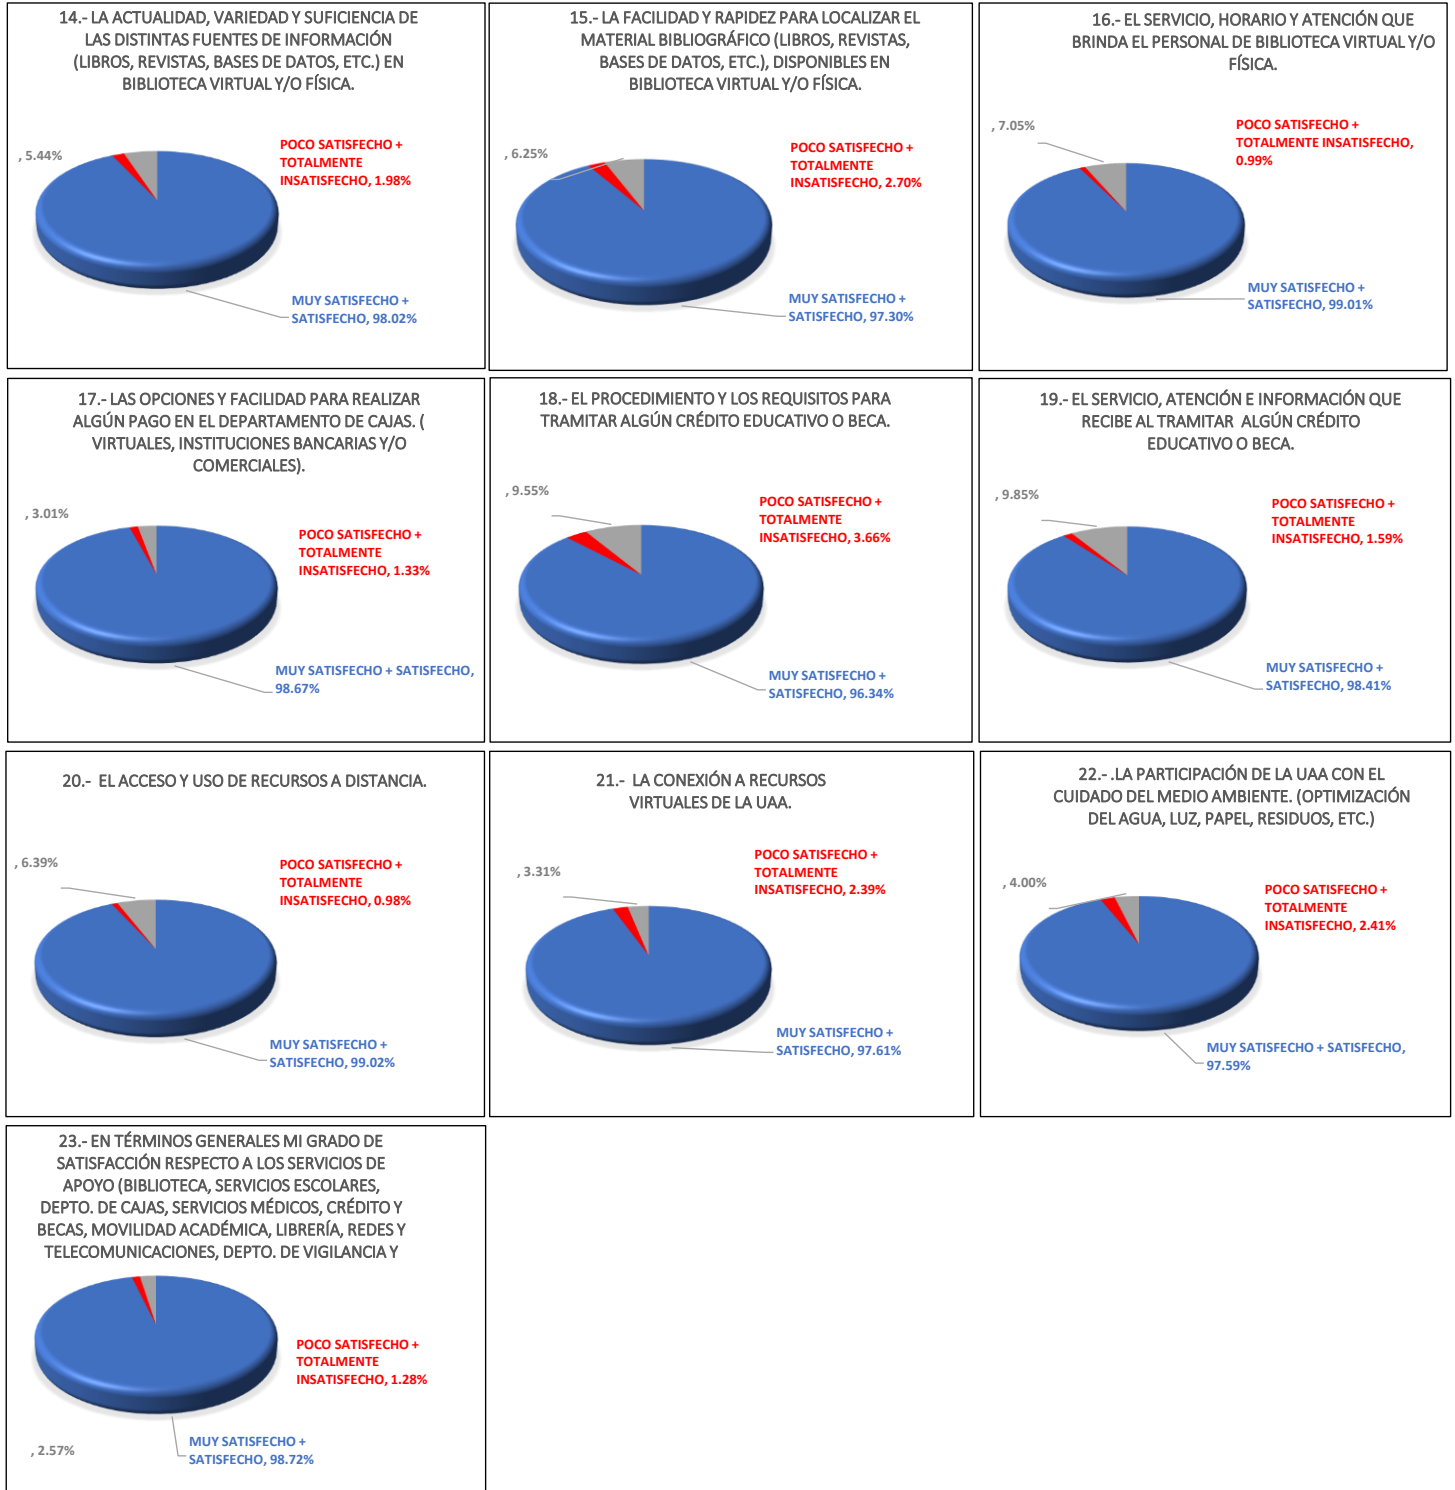 14.- LA ACTUALIDAD, VARIEDAD Y SUFICIENCIA DE
LAS DISTINTAS FUENTES DE INFORMACIÓN
(LIBROS, REVISTAS, BASES DE DATOS, ETC.) EN
BIBLIOTECA VIRTUAL Y/O FÍSICA.
, 5.44%
POCO SATISFECHO +
TOTALMENTE
INSATISFECHO, 1.98%
MUY SATISFECHO +
SATISFECHO, 98.02%
15.- LA FACILIDAD Y RAPIDEZ PARA LOCALIZAR EL
MATERIAL BIBLIOGRÁFICO (LIBROS, REVISTAS,
BASES DE DATOS, ETC.), DISPONIBLES EN
BIBLIOTECA VIRTUAL Y/O FÍSICA.
, 6.25%
POCO SATISFECHO +
TOTALMENTE
INSATISFECHO, 2.70%
MUY SATISFECHO +
SATISFECHO, 97.30%
16.- EL SERVICIO, HORARIO Y ATENCIÓN QUE
BRINDA EL PERSONAL DE BIBLIOTECA VIRTUAL Y/O
FÍSICA.
, 7.05%
POCO SATISFECHO +
TOTALMENTE INSATISFECHO,
0.99%
MUY SATISFECHO +
SATISFECHO, 99.01%
17.- LAS OPCIONES Y FACILIDAD PARA REALIZAR
ALGÚN PAGO EN EL DEPARTAMENTO DE CAJAS. (
VIRTUALES, INSTITUCIONES BANCARIAS Y/O
COMERCIALES).
, 3.01%
POCO SATISFECHO +
TOTALMENTE
INSATISFECHO, 1.33%
MUY SATISFECHO + SATISFECHO,
98.67%
18.- EL PROCEDIMIENTO Y LOS REQUISITOS PARA
TRAMITAR ALGÚN CRÉDITO EDUCATIVO O BECA.
, 9.55%
POCO SATISFECHO +
TOTALMENTE
INSATISFECHO, 3.66%
MUY SATISFECHO +
SATISFECHO, 96.34%
19.- EL SERVICIO, ATENCIÓN E INFORMACIÓN QUE
RECIBE AL TRAMITAR ALGÚN CRÉDITO
EDUCATIVO O BECA.
, 9.85%
POCO SATISFECHO +
TOTALMENTE
INSATISFECHO, 1.59%
MUY SATISFECHO +
SATISFECHO, 98.41%
20.- EL ACCESO Y USO DE RECURSOS A DISTANCIA.
, 6.39%
POCO SATISFECHO +
TOTALMENTE
INSATISFECHO, 0.98%
MUY SATISFECHO +
SATISFECHO, 99.02%
21.- LA CONEXIÓN A RECURSOS
VIRTUALES DE LA UAA.
, 3.31%
POCO SATISFECHO +
TOTALMENTE
INSATISFECHO, 2.39%
MUY SATISFECHO +
SATISFECHO, 97.61%
22.- .LA PARTICIPACIÓN DE LA UAA CON EL
CUIDADO DEL MEDIO AMBIENTE. (OPTIMIZACIÓN
DEL AGUA, LUZ, PAPEL, RESIDUOS, ETC.)
, 4.00%
POCO SATISFECHO +
TOTALMENTE
INSATISFECHO, 2.41%
MUY SATISFECHO + SATISFECHO,
97.59%
23.- EN TÉRMINOS GENERALES MI GRADO DE
SATISFACCIÓN RESPECTO A LOS SERVICIOS DE
APOYO (BIBLIOTECA, SERVICIOS ESCOLARES,
DEPTO. DE CAJAS, SERVICIOS MÉDICOS, CRÉDITO Y
BECAS, MOVILIDAD ACADÉMICA, LIBRERÍA, REDES Y
TELECOMUNICACIONES, DEPTO. DE VIGILANCIA Y
POCO SATISFECHO +
TOTALMENTE
INSATISFECHO, 1.28%
MUY SATISFECHO +
SATISFECHO, 98.72%
, 2.57%